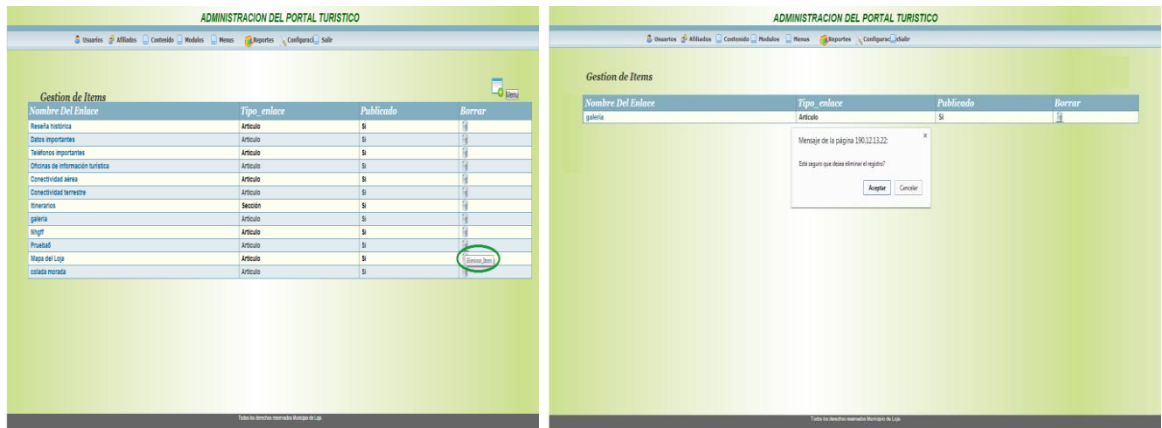 ADMINISTRACION DEL PORTAL TURISTICO
Usuarios Afiliados Contenido Modulos Menus Reportes Configuraci Salir
Menu
Gestion de Items
Nombre Del Enlace Tipo_enlace Publicado Borrar
Reseña histórica Articulo Si
Datos importantes Articulo Si
Teléfonos importantes Articulo Si
Oficinas de información turística Articulo Si
Conectividad aérea Articulo Si
Conectividad terrestre Articulo Si
Itinerarios Sección Si
galeria Articulo Si
Articulo Si
Prueba6 Articulo Si
Mapa del Loja Articulo Si
colada morada Articulo Si
Todos los derechos reservados Municipio de Loja
ADMINISTRACION DEL PORTAL TURISTICO
Usuarios Afiliados Contenido Modulos Menus Reportes Configurac Salir
Gestion de Items
Nombre Del Enlace Tipo_enlace Publicado Borrar
galeria Articulo Si
Mensaje de la página 190.12.13.22: x
Está seguro que desea eliminar el registro?
Aceptar Cancelar
Todos los derechos reservados Municipio de Loja